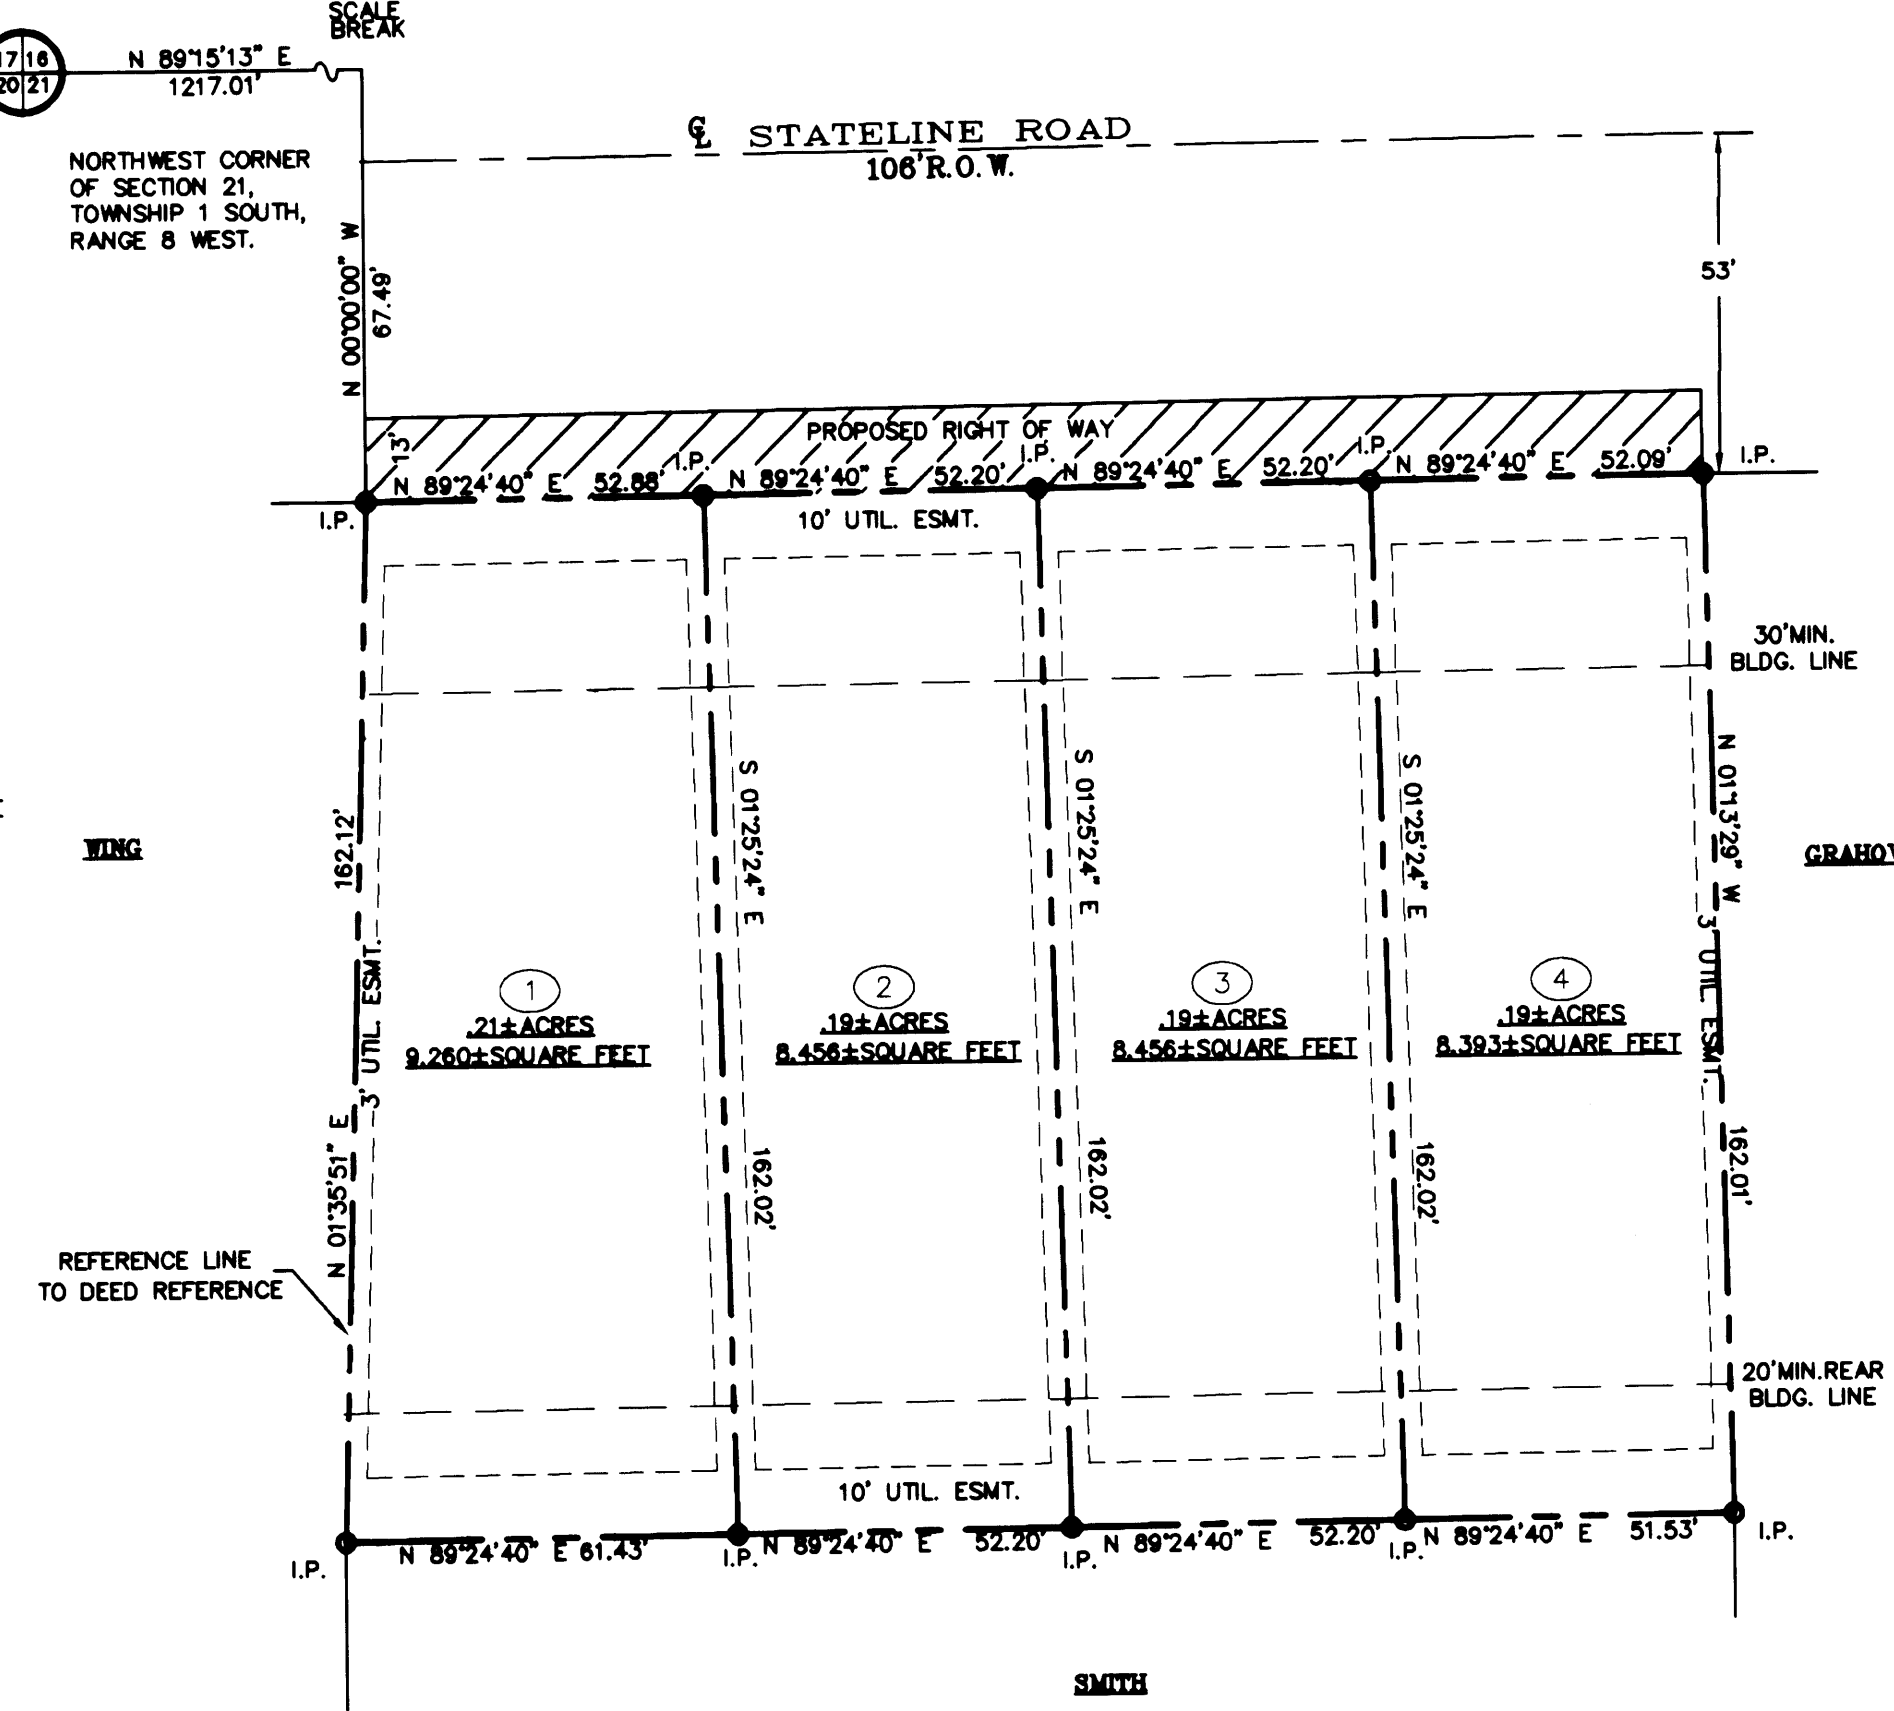 SCALE
BREAK
17 16
20 21
N 89°15'13" E
1217.01'
NORTHWEST CORNER
OF SECTION 21,
TOWNSHIP 1 SOUTH,
RANGE 8 WEST.
℄ STATELINE ROAD
106'R.O.W.
N 00°00'00" W
67.49'
53'
13'
PROPOSED RIGHT OF WAY
I.P.
I.P.
I.P.
I.P.
I.P.
N 89°24'40" E 52.88'
N 89°24'40" E 52.20'
N 89°24'40" E 52.20'
N 89°24'40" E 52.09'
10' UTIL. ESMT.
30'MIN.
BLDG. LINE
WING
162.12'
N 01°35'51" E
3' UTIL. ESMT.
S 01°25'24" E
162.02'
S 01°25'24" E
162.02'
S 01°25'24" E
162.02'
N 01°13'29" W
162.01'
3' UTIL. ESMT.
1
.21±ACRES
9.260±SQUARE FEET
2
.19±ACRES
8.456±SQUARE FEET
3
.19±ACRES
8.456±SQUARE FEET
4
.19±ACRES
8.393±SQUARE FEET
REFERENCE LINE
TO DEED REFERENCE
20'MIN.REAR
BLDG. LINE
10' UTIL. ESMT.
I.P.
N 89°24'40" E 61.43'
I.P.
N 89°24'40" E 52.20'
I.P.
N 89°24'40" E 52.20'
I.P.
N 89°24'40" E 51.53'
I.P.
SMITH